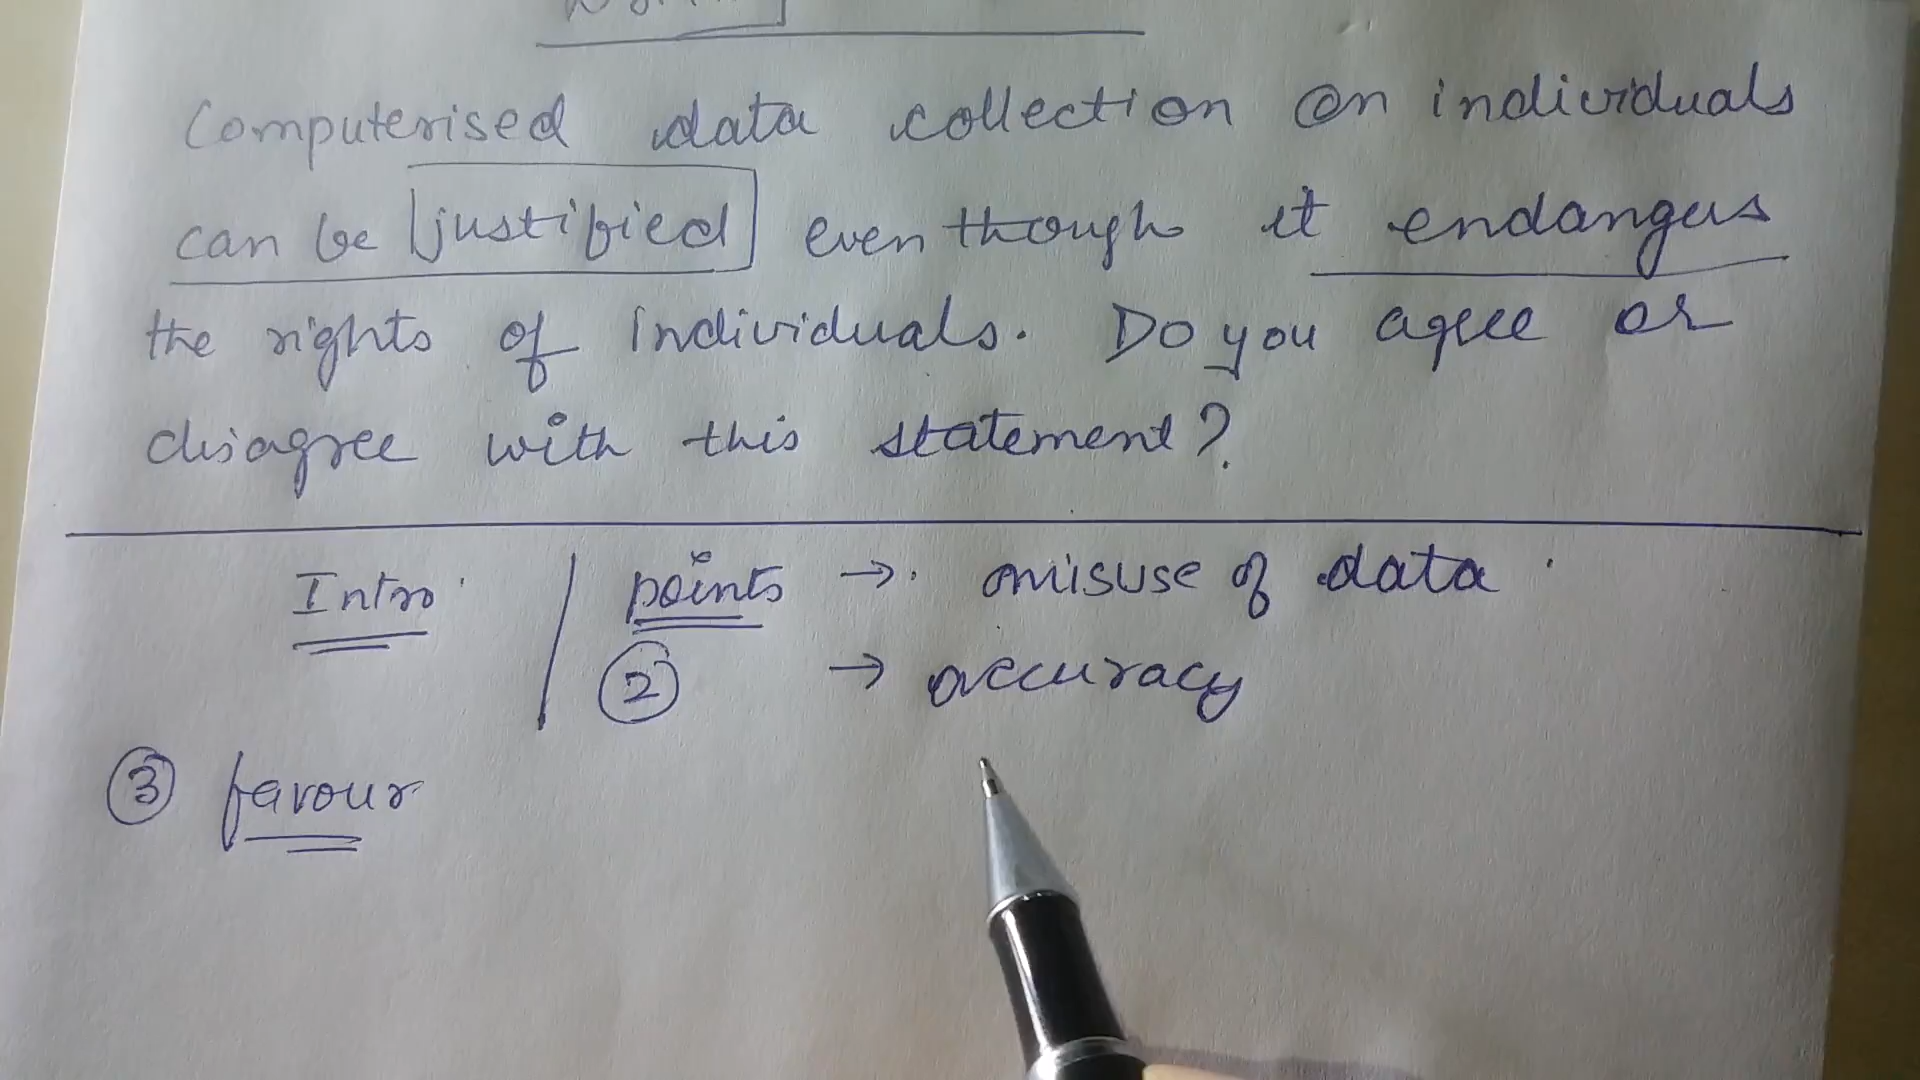 Computerised data collection on individuals
can be justified even though it endangers
the rights of individuals. Do you agree or
disagree with this statement?
Intro / points → misuse of data
② → accuracy
③ favour